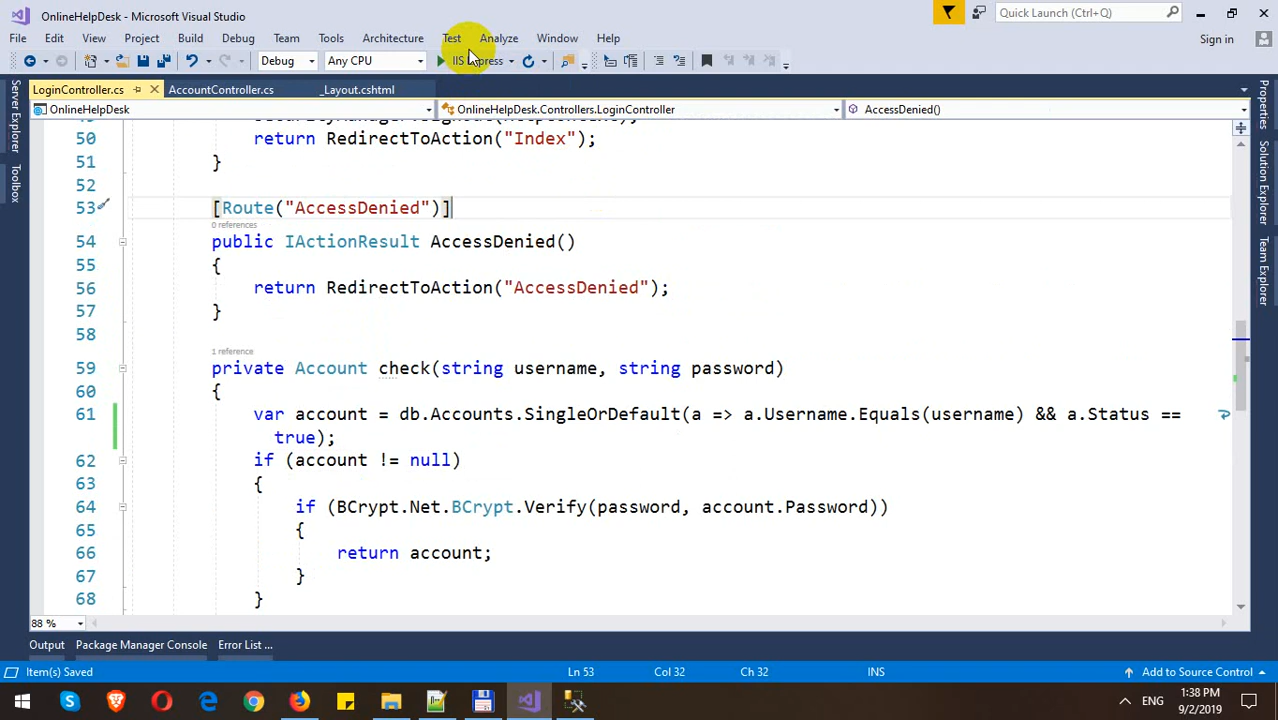 OnlineHelpDesk - Microsoft Visual Studio
Quick Launch (Ctrl+Q)
File Edit View Project Build Debug Team Tools Architecture Test Analyze Window Help
Sign in
Debug Any CPU IIS Express
LoginController.cs AccountController.cs _Layout.cshtml
OnlineHelpDesk OnlineHelpDesk.Controllers.LoginController AccessDenied()
Server Explorer
Toolbox
Properties
Solution Explorer
Team Explorer
50 return RedirectToAction("Index");
51 }
52
53 [Route("AccessDenied")]
0 references
54 public IActionResult AccessDenied()
55 {
56 return RedirectToAction("AccessDenied");
57 }
58
1 reference
59 private Account check(string username, string password)
60 {
61 var account = db.Accounts.SingleOrDefault(a => a.Username.Equals(username) && a.Status ==
true);
62 if (account != null)
63 {
64 if (BCrypt.Net.BCrypt.Verify(password, account.Password))
65 {
66 return account;
67 }
68 }
88 %
Output Package Manager Console Error List ...
Item(s) Saved Ln 53 Col 32 Ch 32 INS Add to Source Control
ENG
1:38 PM
9/2/2019